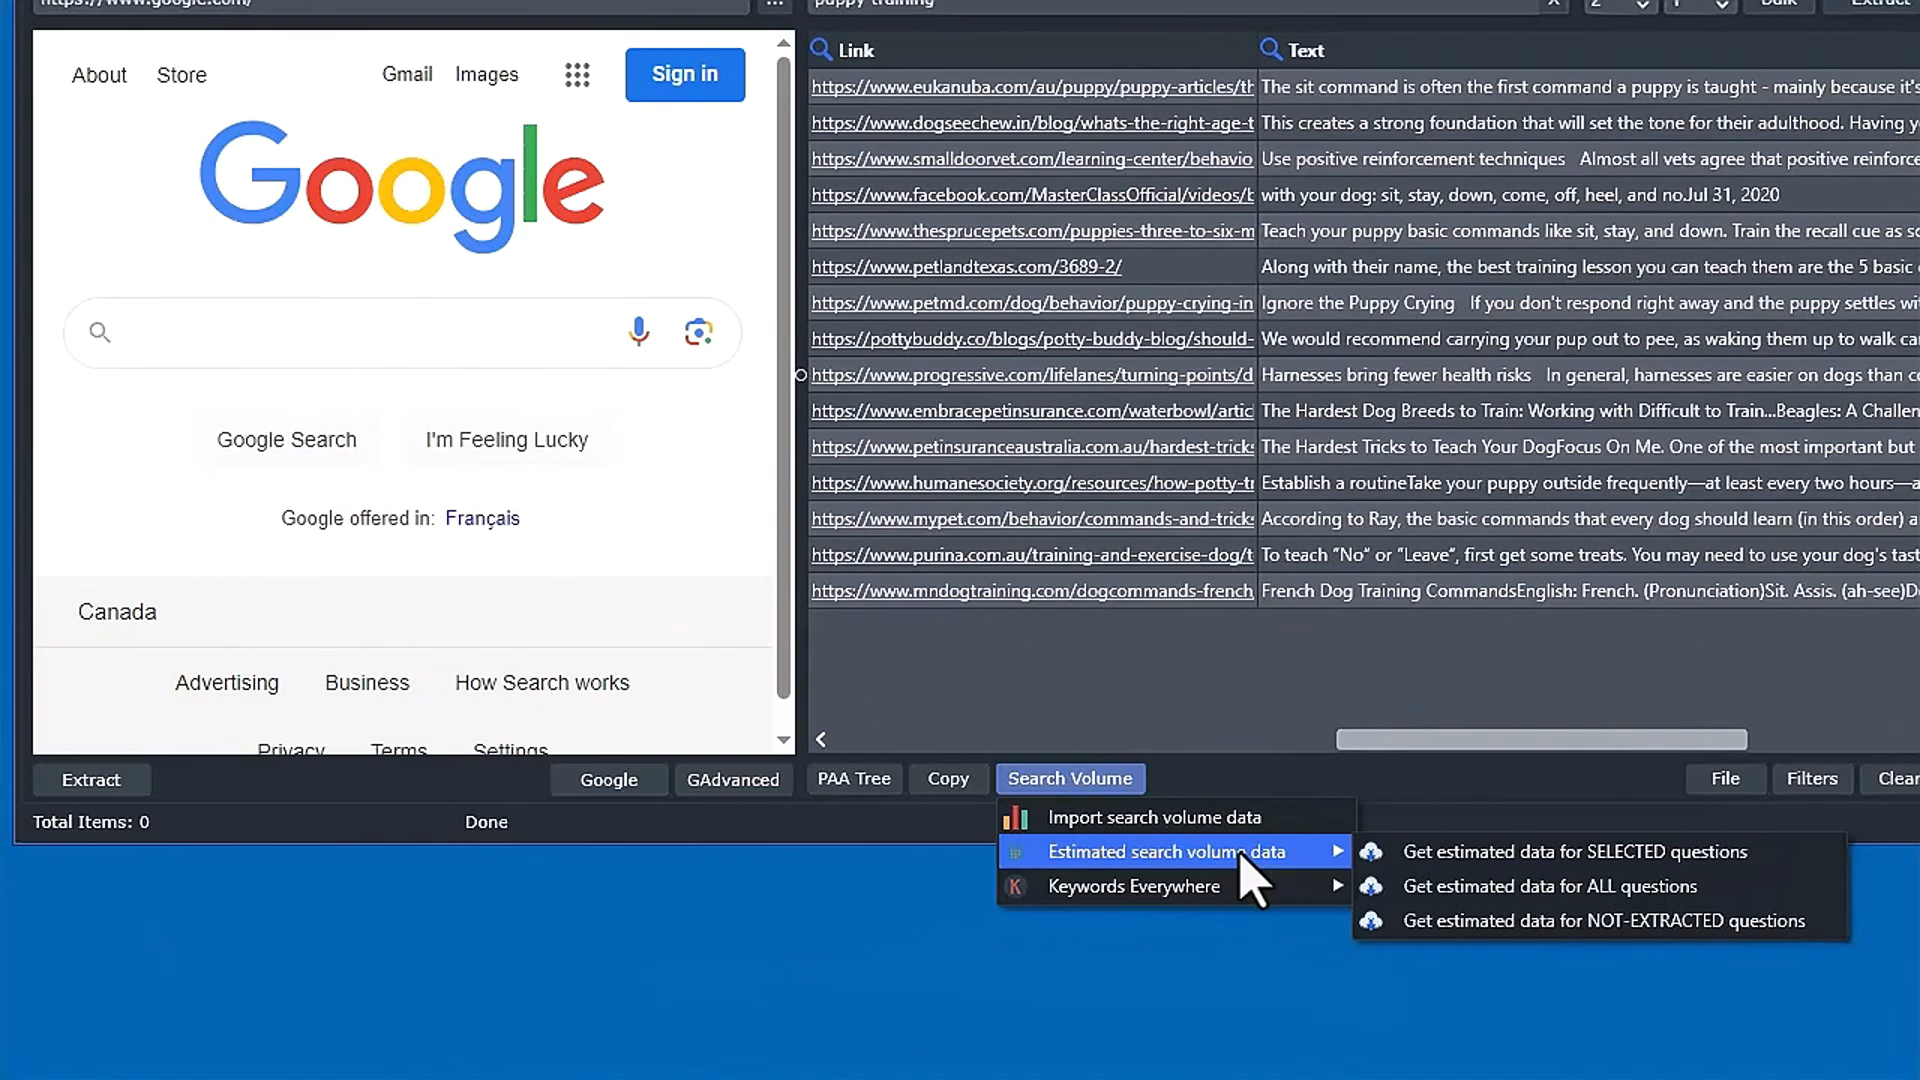 https://www.google.com/
...
puppy training
X
2
1
Bulk
Extract
About
Store
Gmail
Images
Sign in
Google
Google Search
I'm Feeling Lucky
Google offered in: Français
Canada
Advertising
Business
How Search works
Privacy
Terms
Settings
Link
Text
https://www.eukanuba.com/au/puppy/puppy-articles/th
The sit command is often the first command a puppy is taught - mainly because it's
https://www.dogseechew.in/blog/whats-the-right-age-t
This creates a strong foundation that will set the tone for their adulthood. Having y
https://www.smalldoorvet.com/learning-center/behavio
Use positive reinforcement techniques Almost all vets agree that positive reinforce
https://www.facebook.com/MasterClassOfficial/videos/b
with your dog: sit, stay, down, come, off, heel, and no.Jul 31, 2020
https://www.thesprucepets.com/puppies-three-to-six-m
Teach your puppy basic commands like sit, stay, and down. Train the recall cue as so
https://www.petlandtexas.com/3689-2/
Along with their name, the best training lesson you can teach them are the 5 basic
https://www.petmd.com/dog/behavior/puppy-crying-in
Ignore the Puppy Crying If you don't respond right away and the puppy settles wi
https://pottybuddy.co/blogs/potty-buddy-blog/should-
We would recommend carrying your pup out to pee, as waking them up to walk ca
https://www.progressive.com/lifelanes/turning-points/d
Harnesses bring fewer health risks In general, harnesses are easier on dogs than c
https://www.embracepetinsurance.com/waterbowl/artic
The Hardest Dog Breeds to Train: Working with Difficult to Train...Beagles: A Challen
https://www.petinsuranceaustralia.com.au/hardest-tricks
The Hardest Tricks to Teach Your DogFocus On Me. One of the most important but
https://www.humanesociety.org/resources/how-potty-tr
Establish a routineTake your puppy outside frequently—at least every two hours—a
https://www.mypet.com/behavior/commands-and-tricks
According to Ray, the basic commands that every dog should learn (in this order) a
https://www.purina.com.au/training-and-exercise-dog/t
To teach “No” or “Leave”, first get some treats. You may need to use your dog's tast
https://www.mndogtraining.com/dogcommands-french
French Dog Training CommandsEnglish: French. (Pronunciation)Sit. Assis. (ah-see)D
Extract
Google
GAdvanced
PAA Tree
Copy
Search Volume
File
Filters
Clear
Total Items: 0
Done
Import search volume data
Estimated search volume data
K Keywords Everywhere
Get estimated data for SELECTED questions
Get estimated data for ALL questions
Get estimated data for NOT-EXTRACTED questions